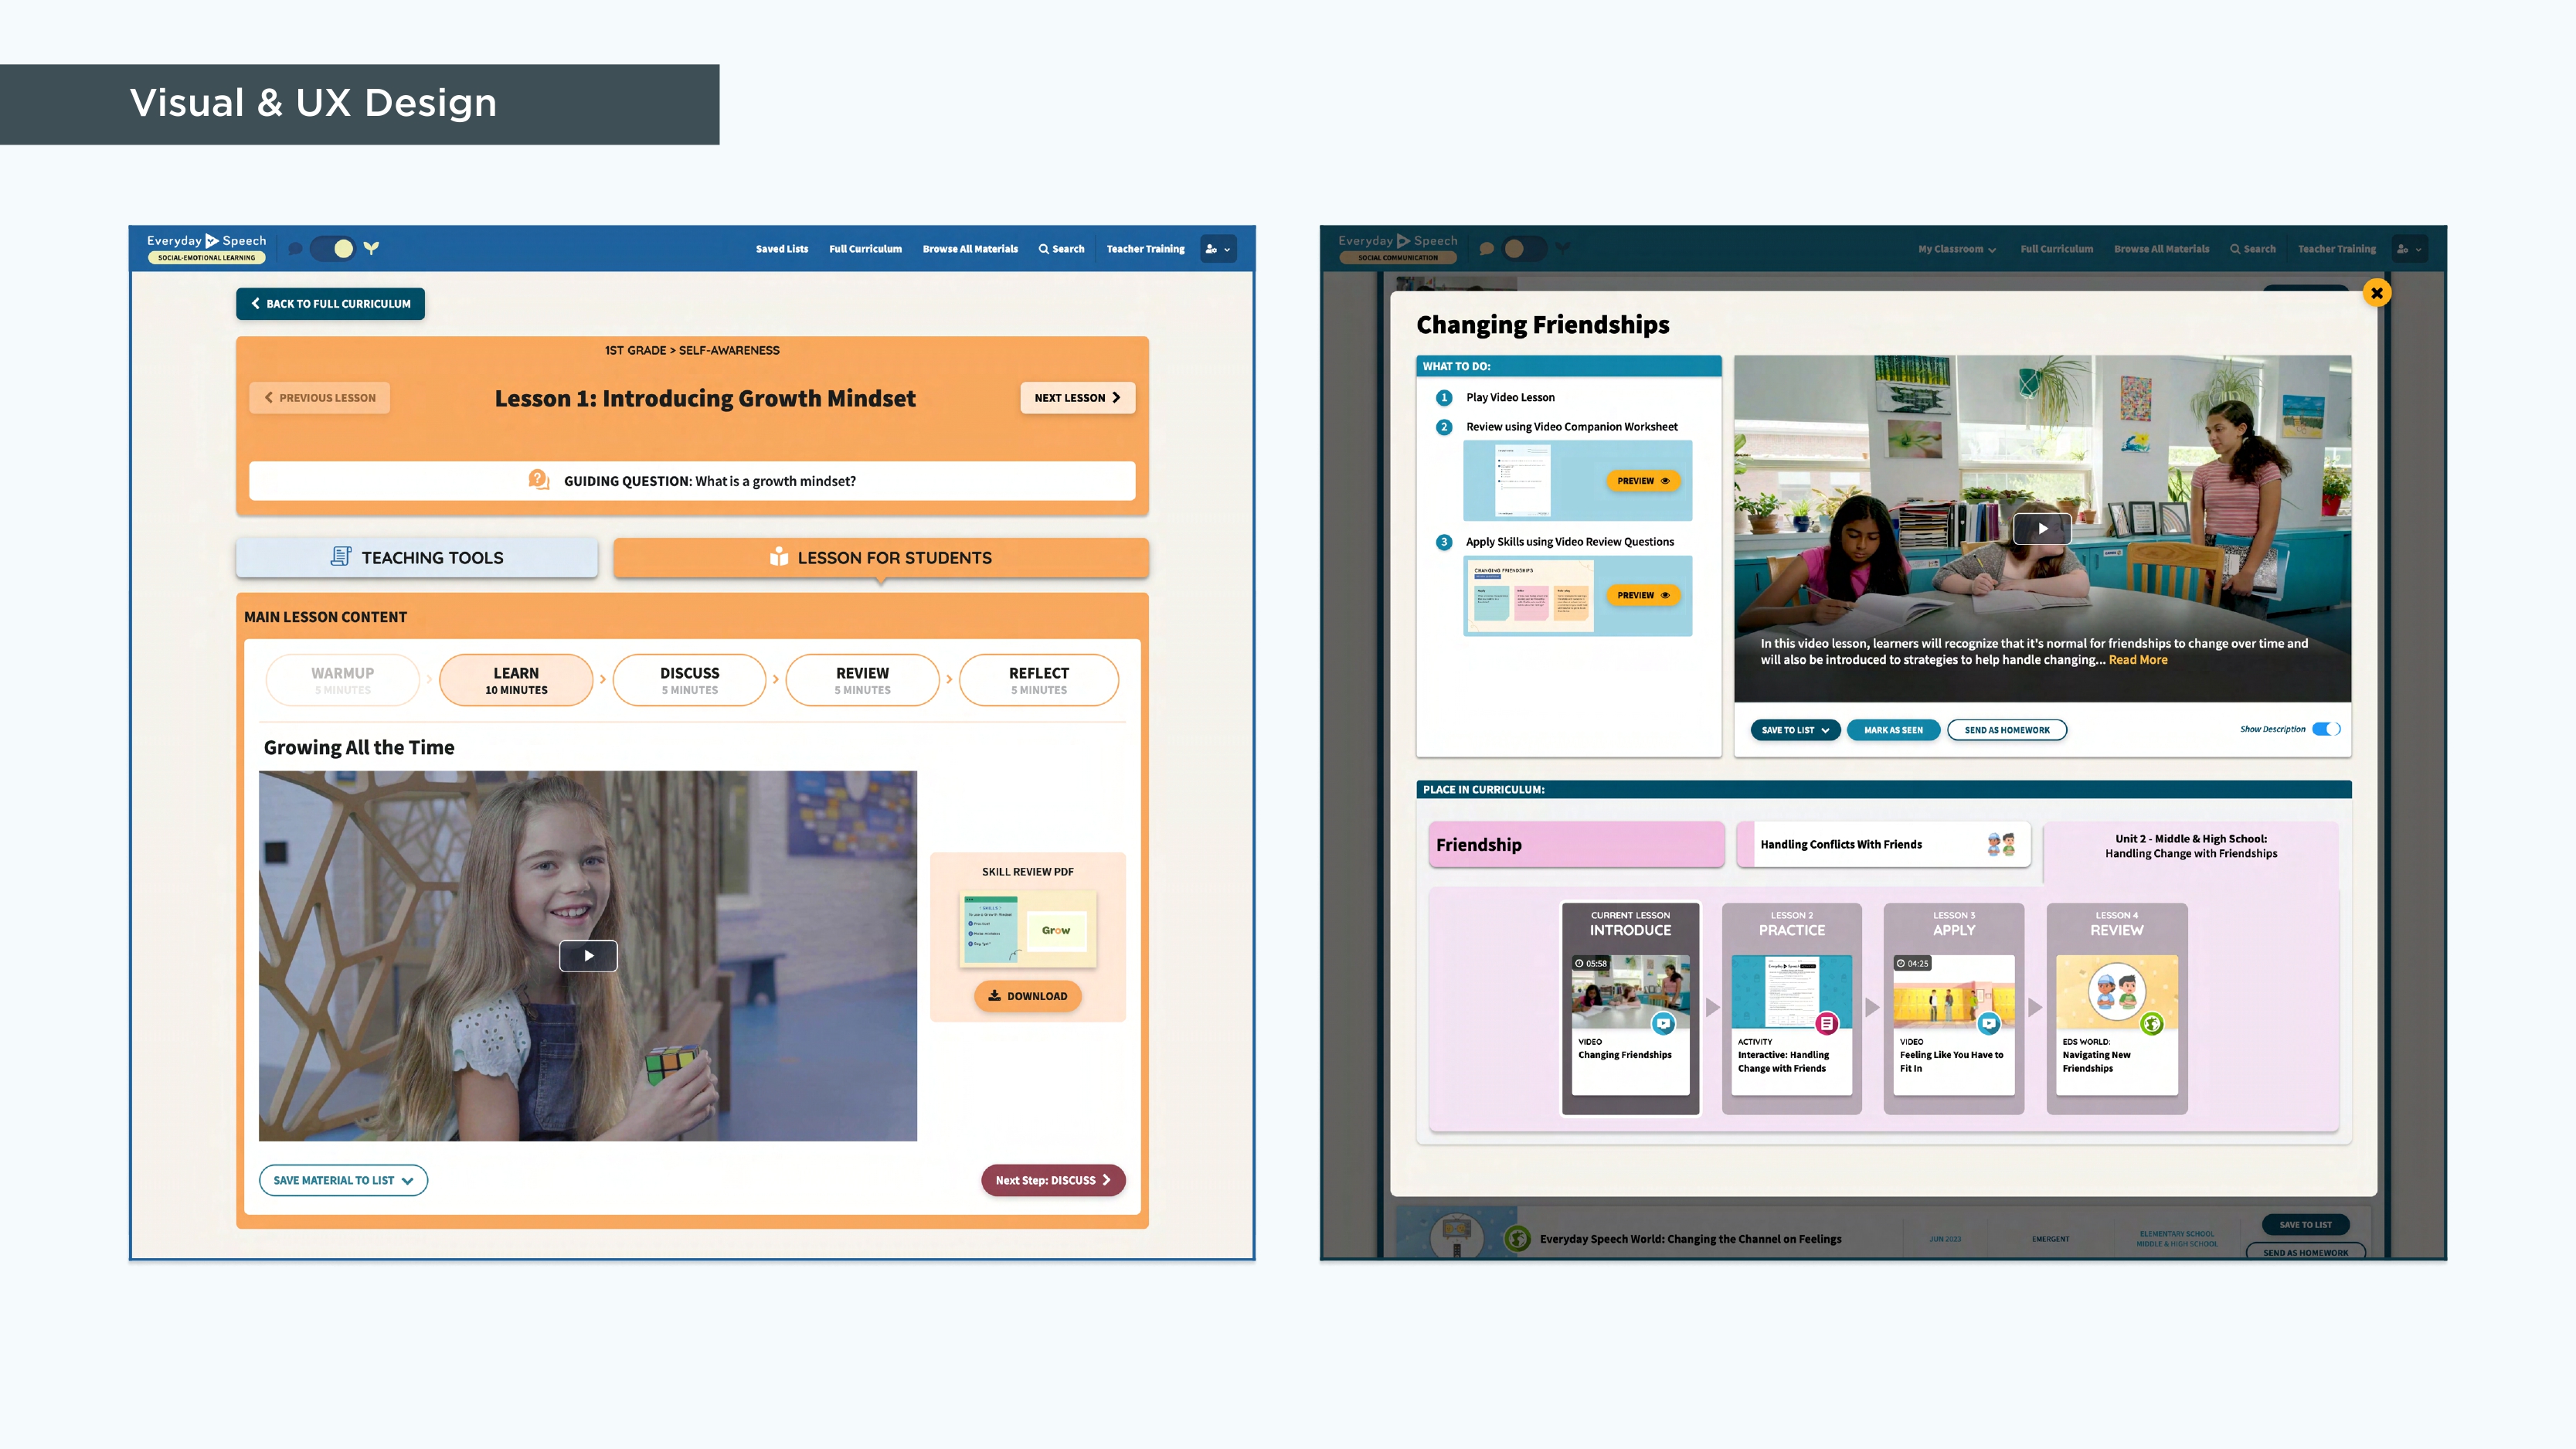 Visual & UX Design
Everyday Speech
SOCIAL-EMOTIONAL LEARNING
Saved Lists
Full Curriculum
Browse All Materials
Search
Teacher Training
BACK TO FULL CURRICULUM
1ST GRADE > SELF-AWARENESS
PREVIOUS LESSON
Lesson 1: Introducing Growth Mindset
NEXT LESSON
GUIDING QUESTION: What is a growth mindset?
TEACHING TOOLS
LESSON FOR STUDENTS
MAIN LESSON CONTENT
WARMUP
5 MINUTES
LEARN
10 MINUTES
DISCUSS
5 MINUTES
REVIEW
5 MINUTES
REFLECT
5 MINUTES
Growing All the Time
SKILL REVIEW PDF
SKILLS
Grow
DOWNLOAD
SAVE MATERIAL TO LIST
Next Step: DISCUSS
Everyday Speech
SOCIAL COMMUNICATION
My Classroom
Full Curriculum
Browse All Materials
Search
Teacher Training
Changing Friendships
WHAT TO DO:
1 Play Video Lesson
2 Review using Video Companion Worksheet
PREVIEW
3 Apply Skills using Video Review Questions
CHANGING FRIENDSHIPS
PREVIEW
In this video lesson, learners will recognize that it's normal for friendships to change over time and
will also be introduced to strategies to help handle changing... Read More
SAVE TO LIST
MARK AS SEEN
SEND AS HOMEWORK
Show Description
PLACE IN CURRICULUM:
Friendship
Handling Conflicts With Friends
Unit 2 - Middle & High School:
Handling Change with Friendships
CURRENT LESSON
INTRODUCE
05:58
VIDEO
Changing Friendships
LESSON 2
PRACTICE
ACTIVITY
Interactive: Handling
Change with Friends
LESSON 3
APPLY
04:25
VIDEO
Feeling Like You Have to
Fit In
LESSON 4
REVIEW
EDS WORLD:
Navigating New
Friendships
Everyday Speech World: Changing the Channel on Feelings
JUN 2023
EMERGENT
ELEMENTARY SCHOOL
MIDDLE & HIGH SCHOOL
SAVE TO LIST
SEND AS HOMEWORK